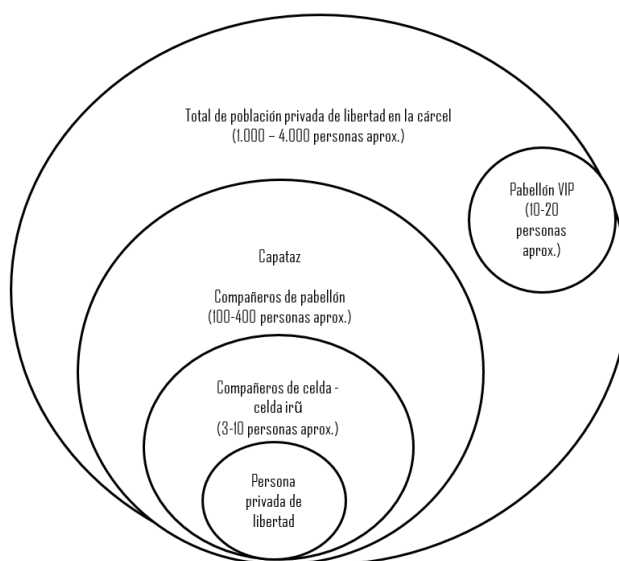 Total de población privada de libertad en la cárcel
(1.000 – 4.000 personas aprox.)
Pabellón VIP
(10-20
personas
aprox.)
Capataz
Compañeros de pabellón
(100-400 personas aprox.)
Compañeros de celda -
celda irũ
(3-10 personas aprox.)
Persona
privada de
libertad